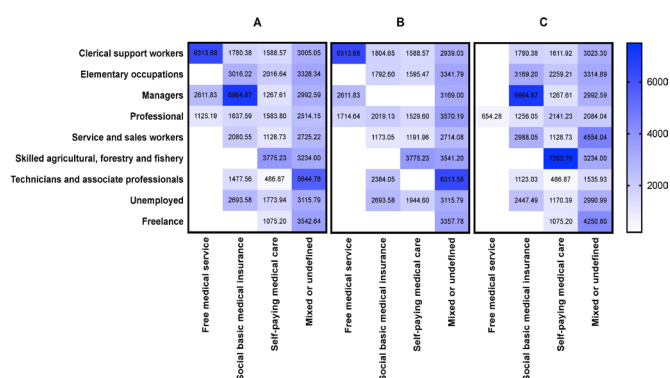 A B C
Clerical support workers 6313.68 1780.38 1588.57 3005.05 6313.68 1804.65 1588.57 2939.03 1780.38 1611.92 3023.30
Elementary occupations 3016.22 2016.64 3328.34 1792.60 1595.47 3341.79 3169.20 2259.21 3314.89
Managers 2611.83 6964.87 1267.61 2992.59 2611.83 3169.00 6964.87 1267.61 2992.59
Professional 1125.19 1637.59 1583.80 2514.15 1714.64 2019.13 1529.60 3570.19 654.28 1256.05 2141.23 2084.04
Service and sales workers 2080.55 1128.73 2725.22 1173.05 1191.96 2714.08 2988.05 1128.73 4554.04
Skilled agricultural, forestry and fishery 3775.23 3234.00 3775.23 3541.20 7353.78 3234.00
Technicians and associate professionals 1477.56 486.87 5644.78 2384.05 6313.58 1123.03 486.87 1535.93
Unemployed 2693.58 1773.94 3115.79 2693.58 1944.60 3115.79 2447.49 1170.39 2990.99
Freelance 1075.20 3542.64 3357.78 1075.20 4250.80
6000
4000
2000
Free medical service
Social basic medical insurance
Self-paying medical care
Mixed or undefined
Free medical service
Social basic medical insurance
Self-paying medical care
Mixed or undefined
Free medical service
Social basic medical insurance
Self-paying medical care
Mixed or undefined